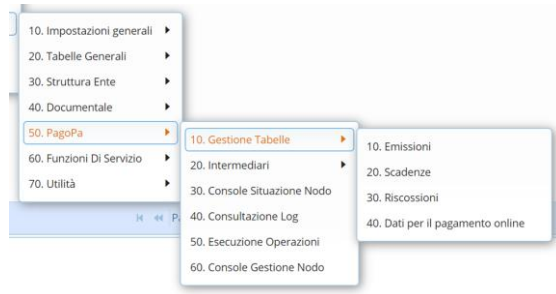 10. Impostazioni generali
20. Tabelle Generali
30. Struttura Ente
40. Documentale
50. PagoPa
60. Funzioni Di Servizio
70. Utilità
10. Gestione Tabelle
20. Intermediari
30. Console Situazione Nodo
40. Consultazione Log
50. Esecuzione Operazioni
60. Console Gestione Nodo
10. Emissioni
20. Scadenze
30. Riscossioni
40. Dati per il pagamento online